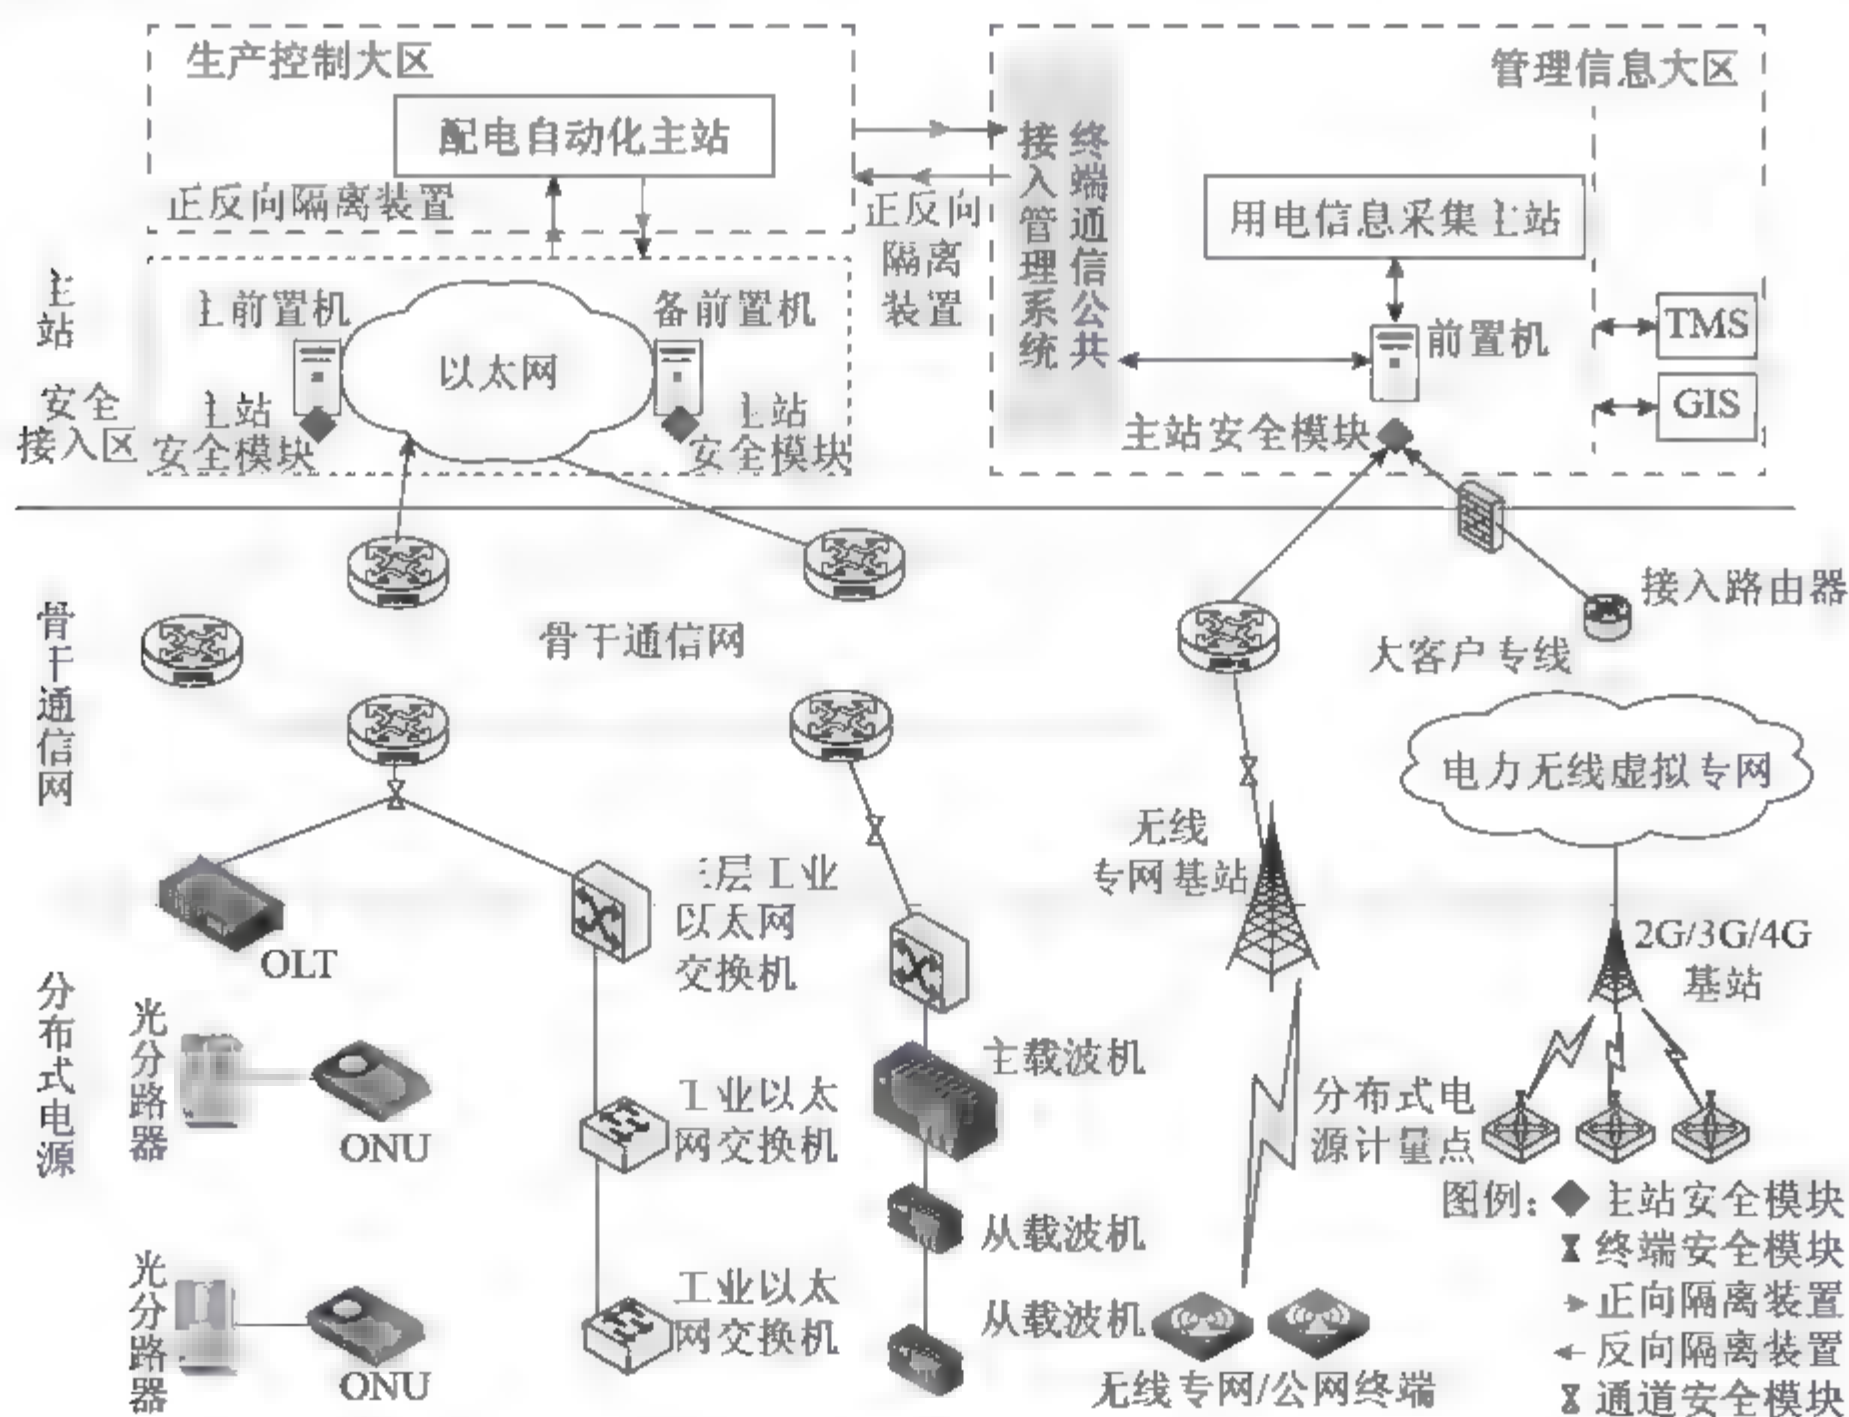 生产控制大区
配电自动化主站
正反向隔离装置
正反向
隔离
装置
终端通信公共
接入管理系统
管理信息大区
用电信息采集主站
前置机
TMS
GIS
主站安全模块
主站
安全
接入区
主前置机
以太网
备前置机
主站
安全模块
主站
安全模块
骨干通信网
骨干通信网
接入路由器
大客户专线
电力无线虚拟专网
无线
专网基站
2G/3G/4G
基站
OLT
三层工业
以太网
交换机
分布式电源
光分路器
ONU
工业以太
网交换机
主载波机
从载波机
分布式电
源计量点
光分路器
ONU
工业以太
网交换机
从载波机
无线专网/公网终端
图例：
主站安全模块
终端安全模块
正向隔离装置
反向隔离装置
通道安全模块